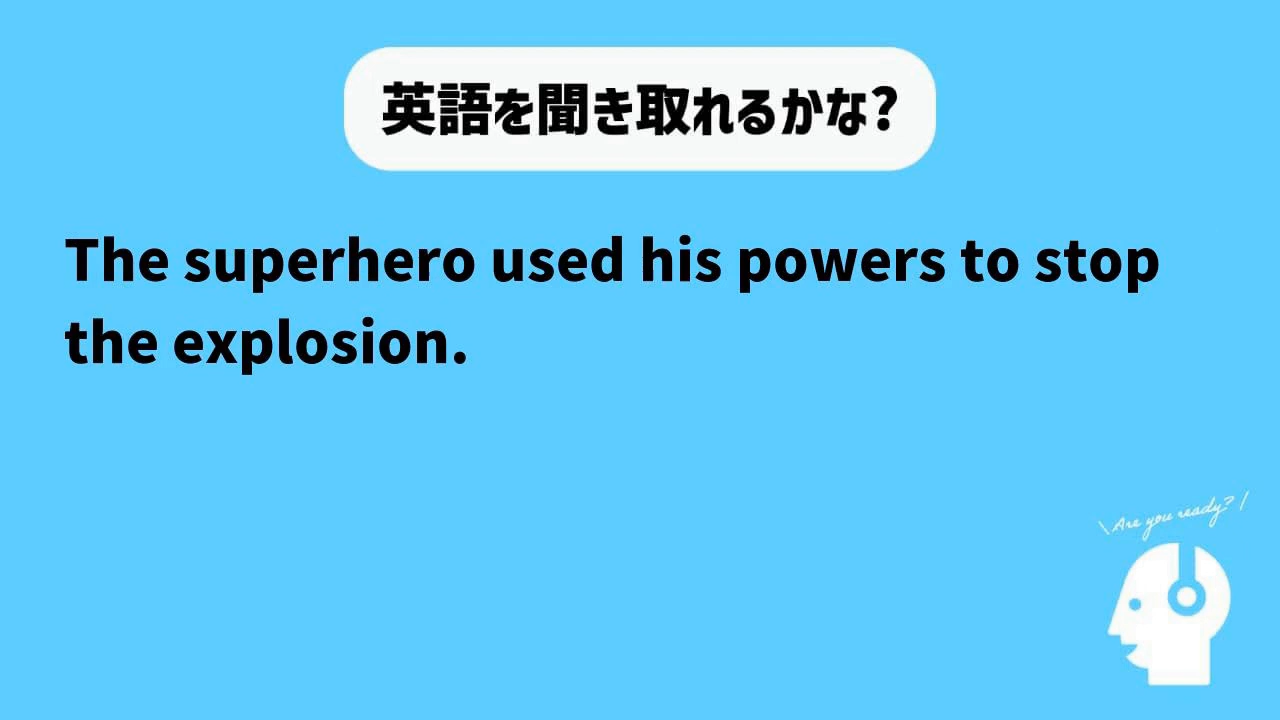 英語を聞き取れるかな?
The superhero used his powers to stop
the explosion.
\Are you ready?/